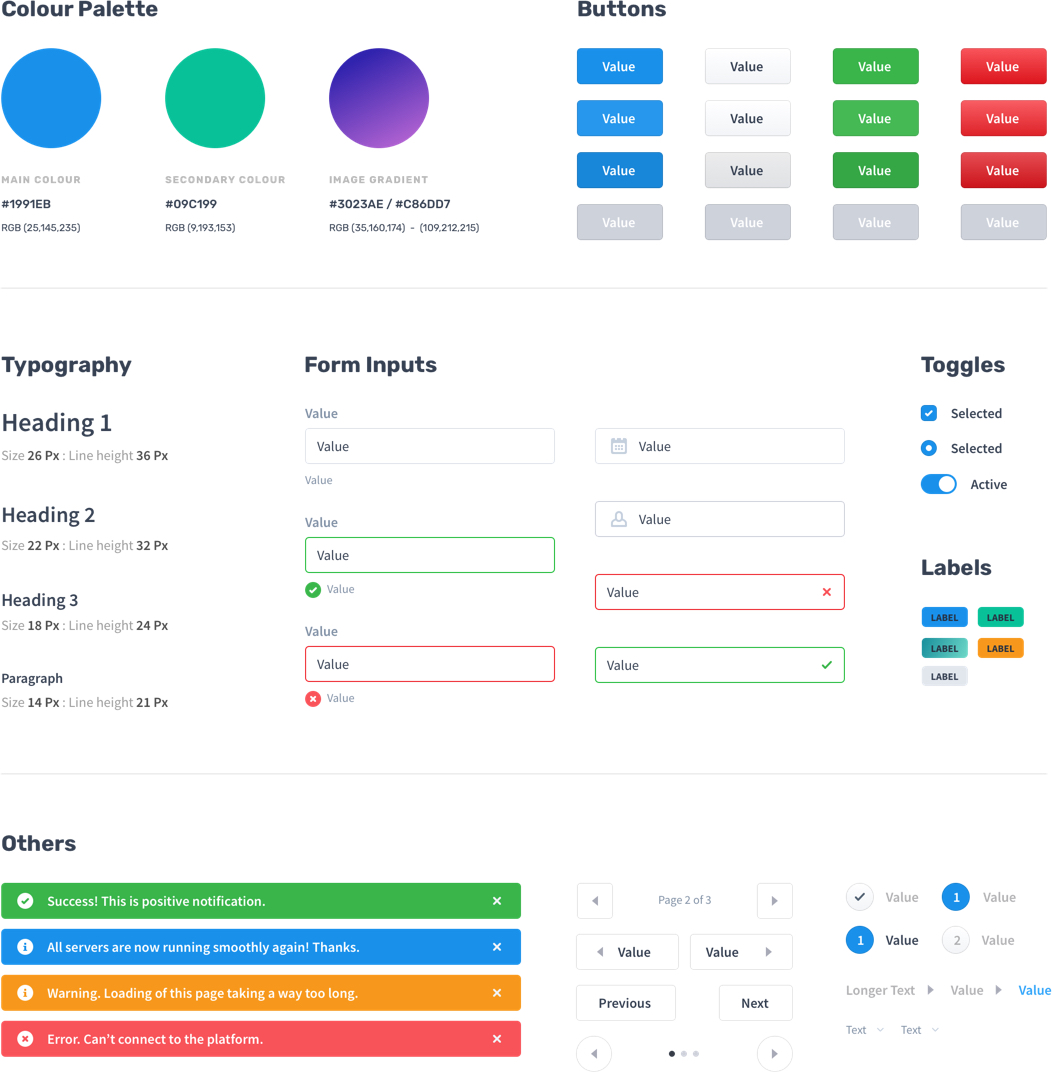 Colour Palette
MAIN COLOUR
#1991EB
RGB (25,145,235)
SECONDARY COLOUR
#09C199
RGB (9,193,153)
IMAGE GRADIENT
#3023AE / #C86DD7
RGB (35,160,174) - (109,212,215)
Buttons
Value Value Value Value
Value Value Value Value
Value Value Value Value
Value Value Value Value
Typography
Heading 1
Size 26 Px : Line height 36 Px
Heading 2
Size 22 Px : Line height 32 Px
Heading 3
Size 18 Px : Line height 24 Px
Paragraph
Size 14 Px : Line height 21 Px
Form Inputs
Value
Value
Value
Value
Value
Value
Value
Value
Value
Value
Value
Value
Value
Toggles
Selected
Selected
Active
Labels
LABEL LABEL
LABEL LABEL
LABEL
Others
Success! This is positive notification.
All servers are now running smoothly again! Thanks.
Warning. Loading of this page taking a way too long.
Error. Can’t connect to the platform.
Page 2 of 3
Value Value
Previous Next
Value 1 Value
1 Value 2 Value
Longer Text Value Value
Text Text